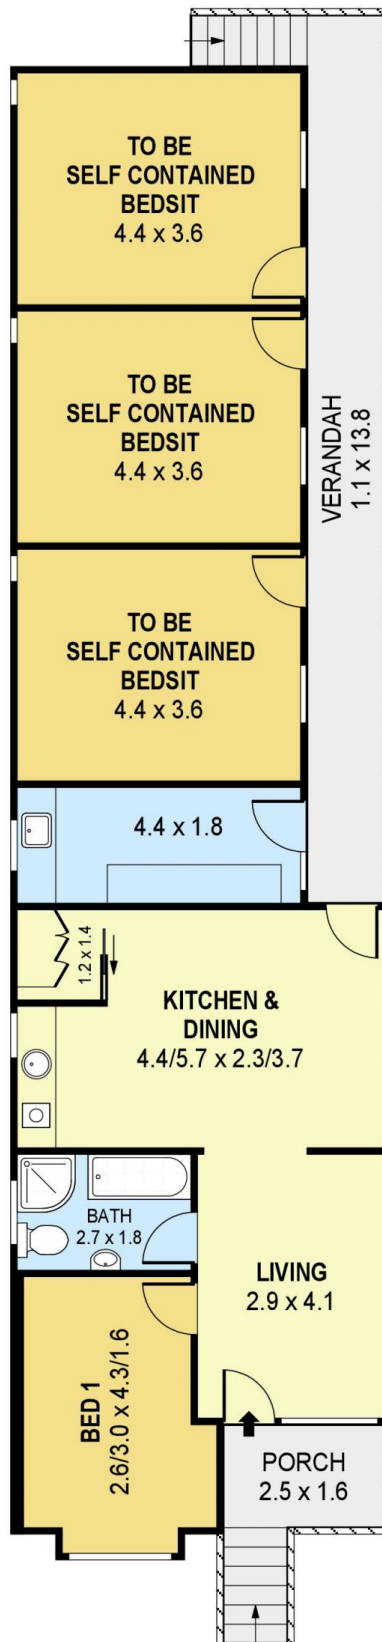 TO BE
SELF CONTAINED
BEDSIT
4.4 x 3.6
TO BE
SELF CONTAINED
BEDSIT
4.4 x 3.6
VERANDAH
1.1 x 13.8
TO BE
SELF CONTAINED
BEDSIT
4.4 x 3.6
4.4 x 1.8
1.2 x 1.4
KITCHEN &
DINING
4.4/5.7 x 2.3/3.7
BATH
2.7 x 1.8
LIVING
2.9 x 4.1
BED 1
2.6/3.0 x 4.3/1.6
PORCH
2.5 x 1.6